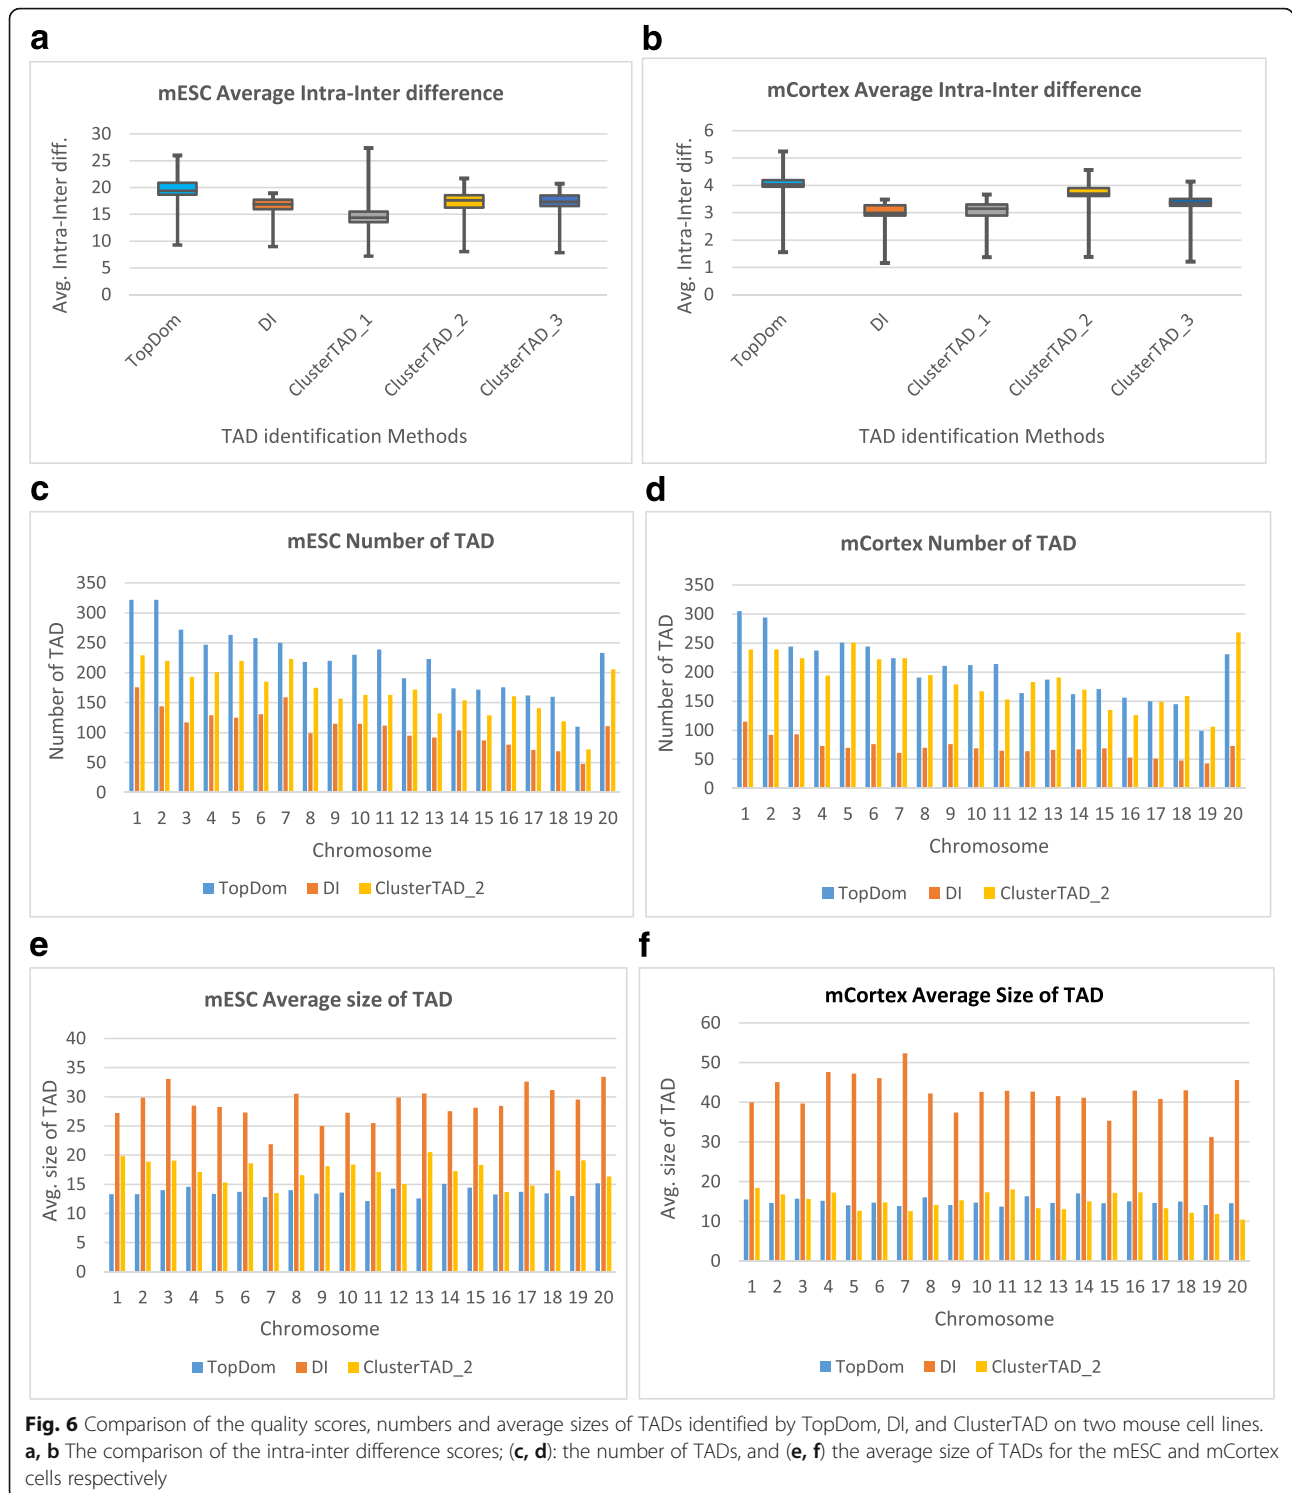 a
mESC Average Intra-Inter difference
Avg. Intra-Inter diff.
30
25
20
15
10
5
0
TopDom
DI
ClusterTAD_1
ClusterTAD_2
ClusterTAD_3
TAD identification Methods
b
mCortex Average Intra-Inter difference
Avg. Intra-Inter diff.
6
5
4
3
2
1
0
TopDom
DI
ClusterTAD_1
ClusterTAD_2
ClusterTAD_3
TAD identification Methods
c
mESC Number of TAD
Number of TAD
350
300
250
200
150
100
50
0
1 2 3 4 5 6 7 8 9 10 11 12 13 14 15 16 17 18 19 20
Chromosome
TopDom DI ClusterTAD_2
d
mCortex Number of TAD
Number of TAD
350
300
250
200
150
100
50
0
1 2 3 4 5 6 7 8 9 10 11 12 13 14 15 16 17 18 19 20
Chromosome
TopDom DI ClusterTAD_2
e
mESC Average size of TAD
Avg. size of TAD
40
35
30
25
20
15
10
5
0
1 2 3 4 5 6 7 8 9 10 11 12 13 14 15 16 17 18 19 20
Chromosome
TopDom DI ClusterTAD_2
f
mCortex Average Size of TAD
Avg. size of TAD
60
50
40
30
20
10
0
1 2 3 4 5 6 7 8 9 10 11 12 13 14 15 16 17 18 19 20
Chromosome
TopDom DI ClusterTAD_2
Fig. 6 Comparison of the quality scores, numbers and average sizes of TADs identified by TopDom, DI, and ClusterTAD on two mouse cell lines.
a, b The comparison of the intra-inter difference scores; (c, d): the number of TADs, and (e, f) the average size of TADs for the mESC and mCortex
cells respectively